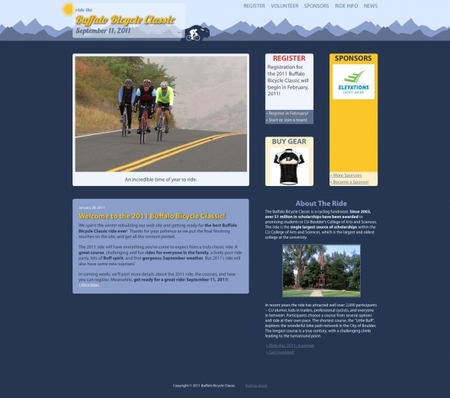 REGISTER VOLUNTEER SPONSORS RIDE INFO NEWS
ride the
Buffalo Bicycle Classic
September 11, 2011
REGISTER
Registration for
the 2011 Buffalo
Bicycle Classic will
begin in February,
2011!
› Register in February!
› Start or Join a team!
SPONSORS
ELEVATIONS
CREDIT UNION
› More Sponsors
› Become a Sponsor
BUY GEAR
An incredible time of year to ride.
January 26, 2011
Welcome to the 2011 Buffalo Bicycle Classic!
We spent the winter rebuilding our web site and getting ready for the best Buffalo
Bicycle Classic ride ever! Thanks for your patience as we put the final finishing
touches on the site, and get all the content posted.
The 2011 ride will have everything you've come to expect from a truly classic ride: A
great course, challenging and fun rides for everyone in the family, a lively post-ride
party, lots of Buff spirit, and that gorgeous September weather. But 2011's ride will
also have some new surprises!
In coming weeks we'll post more details about the 2011 ride, the courses, and how
you can register. Meanwhile, get ready for a great ride: September 11, 2011!
About The Ride
The Buffalo Bicycle Classic is a cycling fundraiser. Since 2003,
over $1 million in scholarships have been awarded to
promising students in CU-Boulder's College of Arts and Sciences.
The ride is the single largest source of scholarships within the
CU College of Arts and Sciences, which is the largest and oldest
college at the university.
In recent years the ride has attracted well over 2,000 participants
– CU alumni, kids in trailers, professional cyclists, and everyone
in between. Participants choose a course from several options
and ride at their own pace. The shortest course, the "Little Buff",
explores the wonderful bike path network in the City of Boulder.
The longest course is a true century, with a challenging climb
leading to the turnaround point.
› Get involved!
Copyright © 2011 Buffalo Bicycle Classic